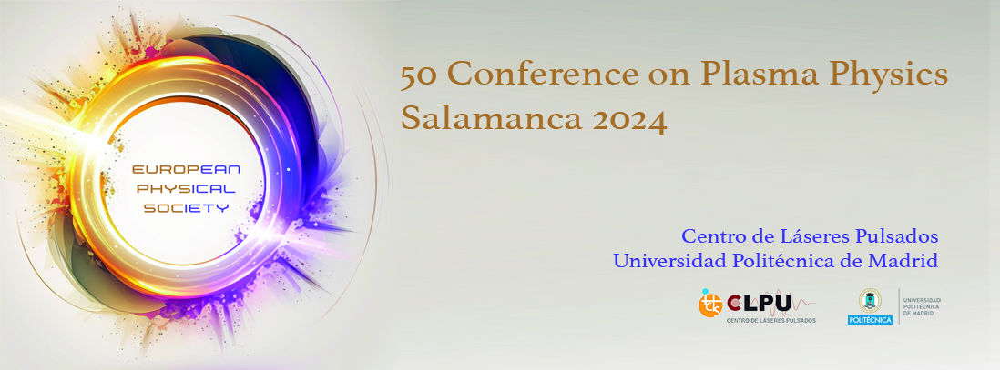 EUROPEAN
PHYSICAL
SOCIETY
50 Conference on Plasma Physics
Salamanca 2024
Centro de Láseres Pulsados
Universidad Politécnica de Madrid
CLPU
CENTRO DE LÁSERES PULSADOS
POLITÉCNICA
UNIVERSIDAD
POLITÉCNICA
DE MADRID